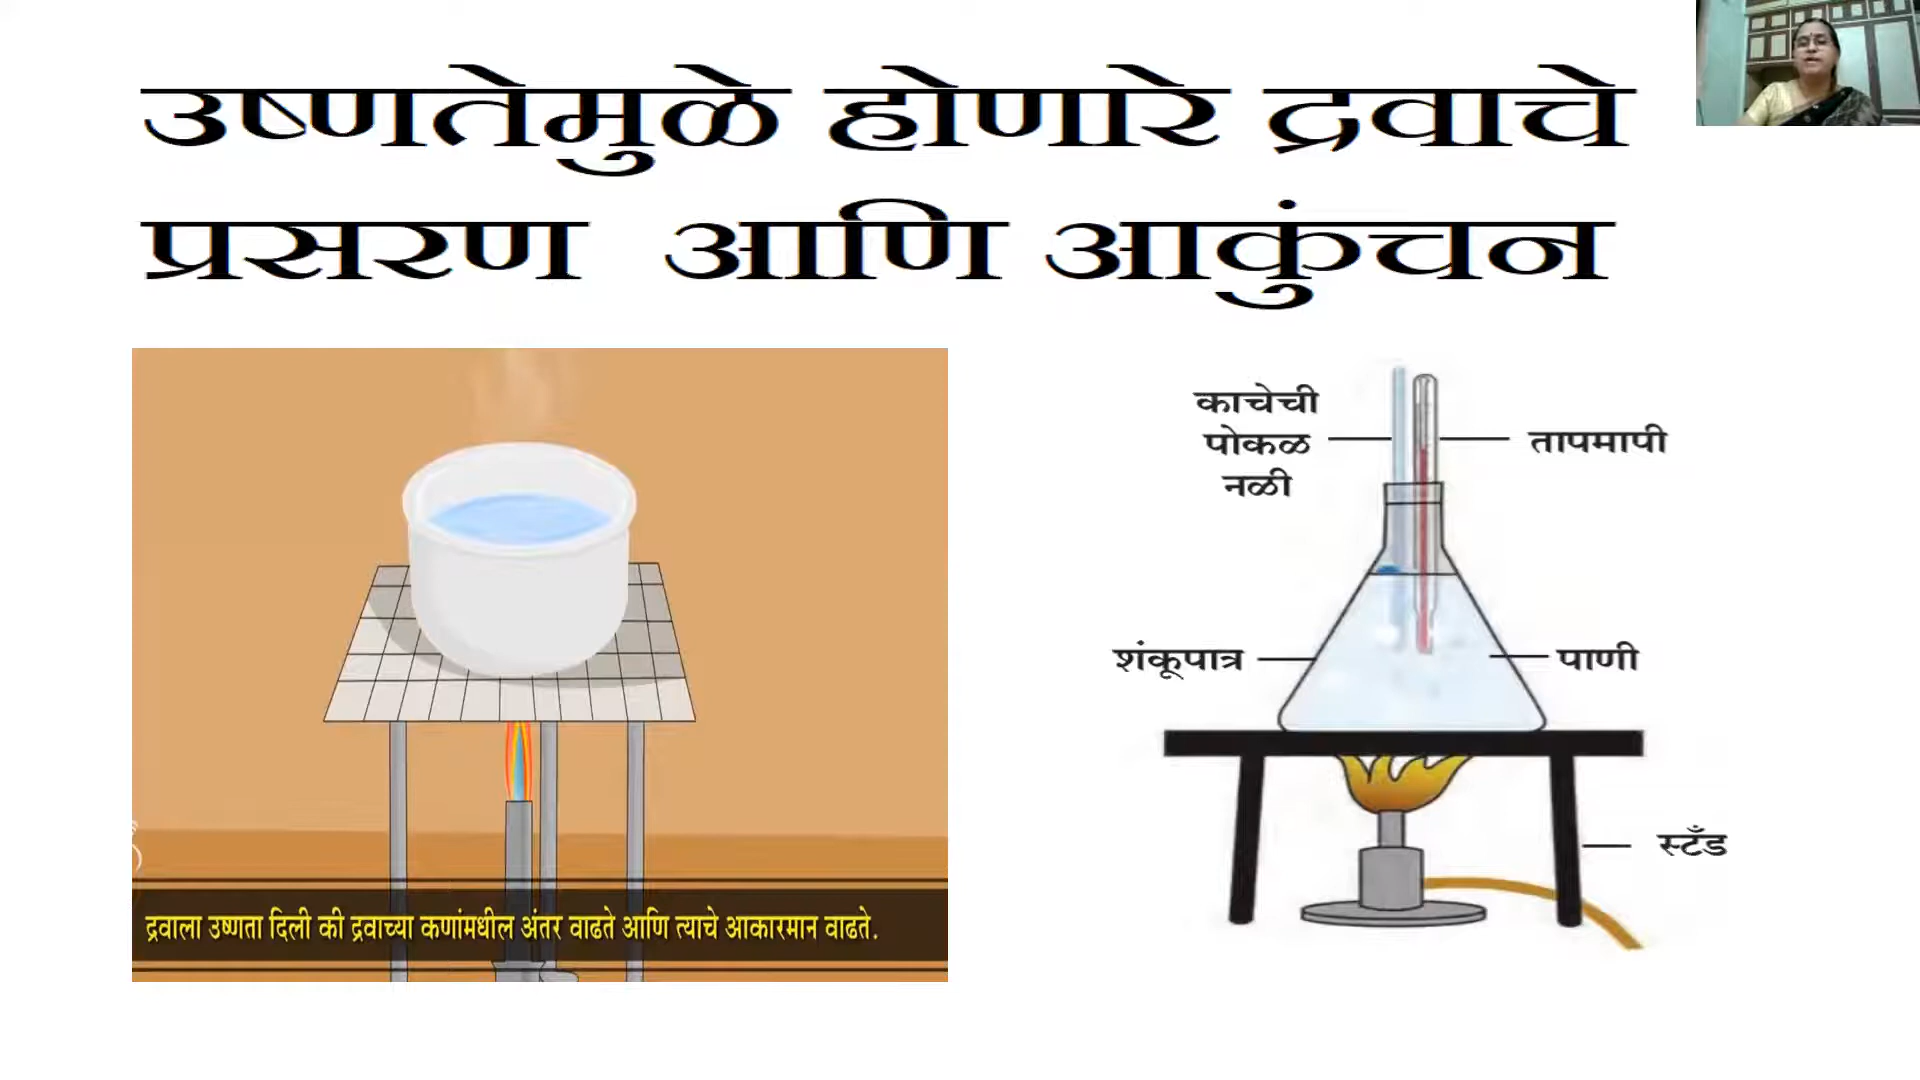 उष्णतेमुळे होणारे द्रवाचे
प्रसरण आणि आकुंचन
द्रवाला उष्णता दिली की द्रवाच्या कणांमधील अंतर वाढते आणि त्याचे आकारमान वाढते.
काचेची
पोकळ
नळी
तापमापी
शंकूपात्र
पाणी
स्टँड